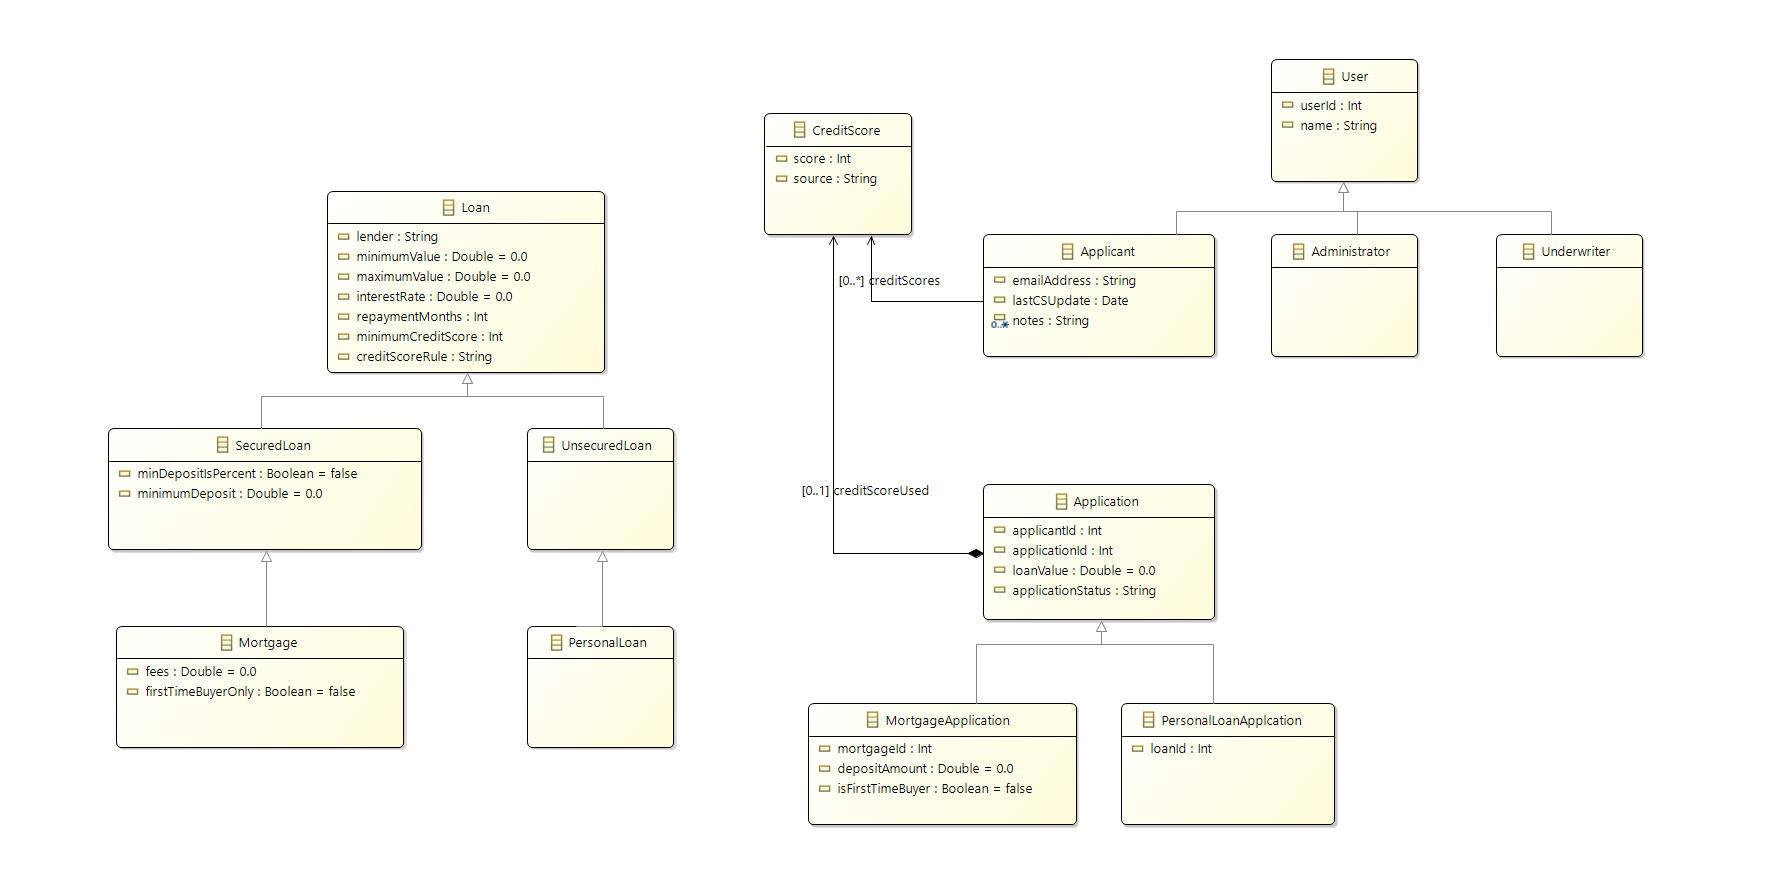 User
userId : Int
name : String
CreditScore
score : Int
source : String
Loan
lender : String
minimumValue : Double = 0.0
maximumValue : Double = 0.0
interestRate : Double = 0.0
repaymentMonths : Int
minimumCreditScore : Int
creditScoreRule : String
Applicant
emailAddress : String
lastCSUpdate : Date
0..* notes : String
Administrator
Underwriter
[0..*] creditScores
SecuredLoan
minDepositIsPercent : Boolean = false
minimumDeposit : Double = 0.0
UnsecuredLoan
[0..1] creditScoreUsed
Application
applicantId : Int
applicationId : Int
loanValue : Double = 0.0
applicationStatus : String
Mortgage
fees : Double = 0.0
firstTimeBuyerOnly : Boolean = false
PersonalLoan
MortgageApplication
mortgageId : Int
depositAmount : Double = 0.0
isFirstTimeBuyer : Boolean = false
PersonalLoanApplcation
loanId : Int